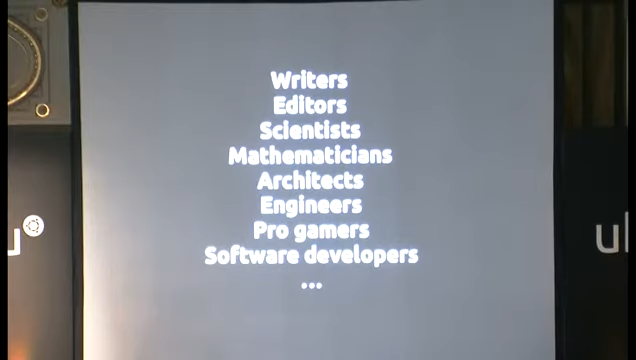 Writers
Editors
Scientists
Mathematicians
Architects
Engineers
Pro gamers
Software developers
...
u
u